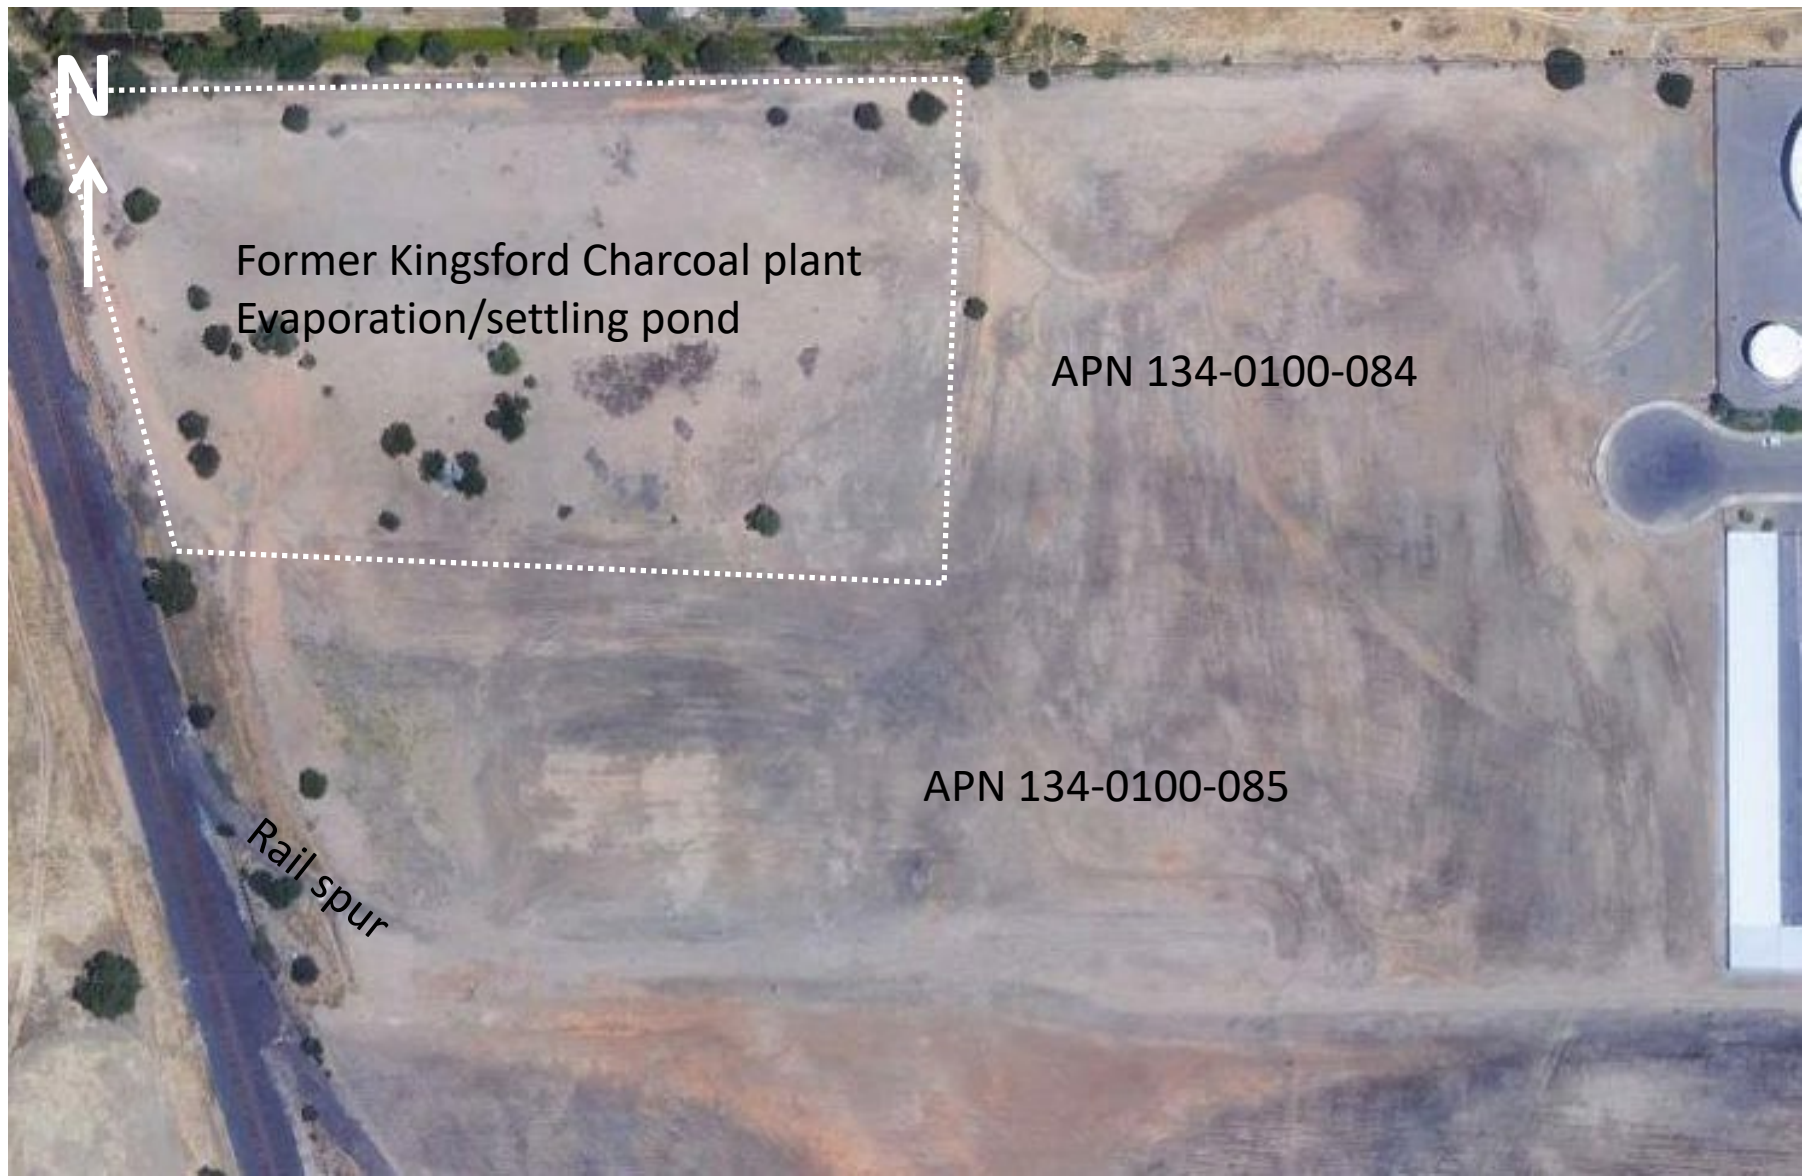 N
Former Kingsford Charcoal plant
Evaporation/settling pond
APN 134-0100-084
APN 134-0100-085
Rail spur